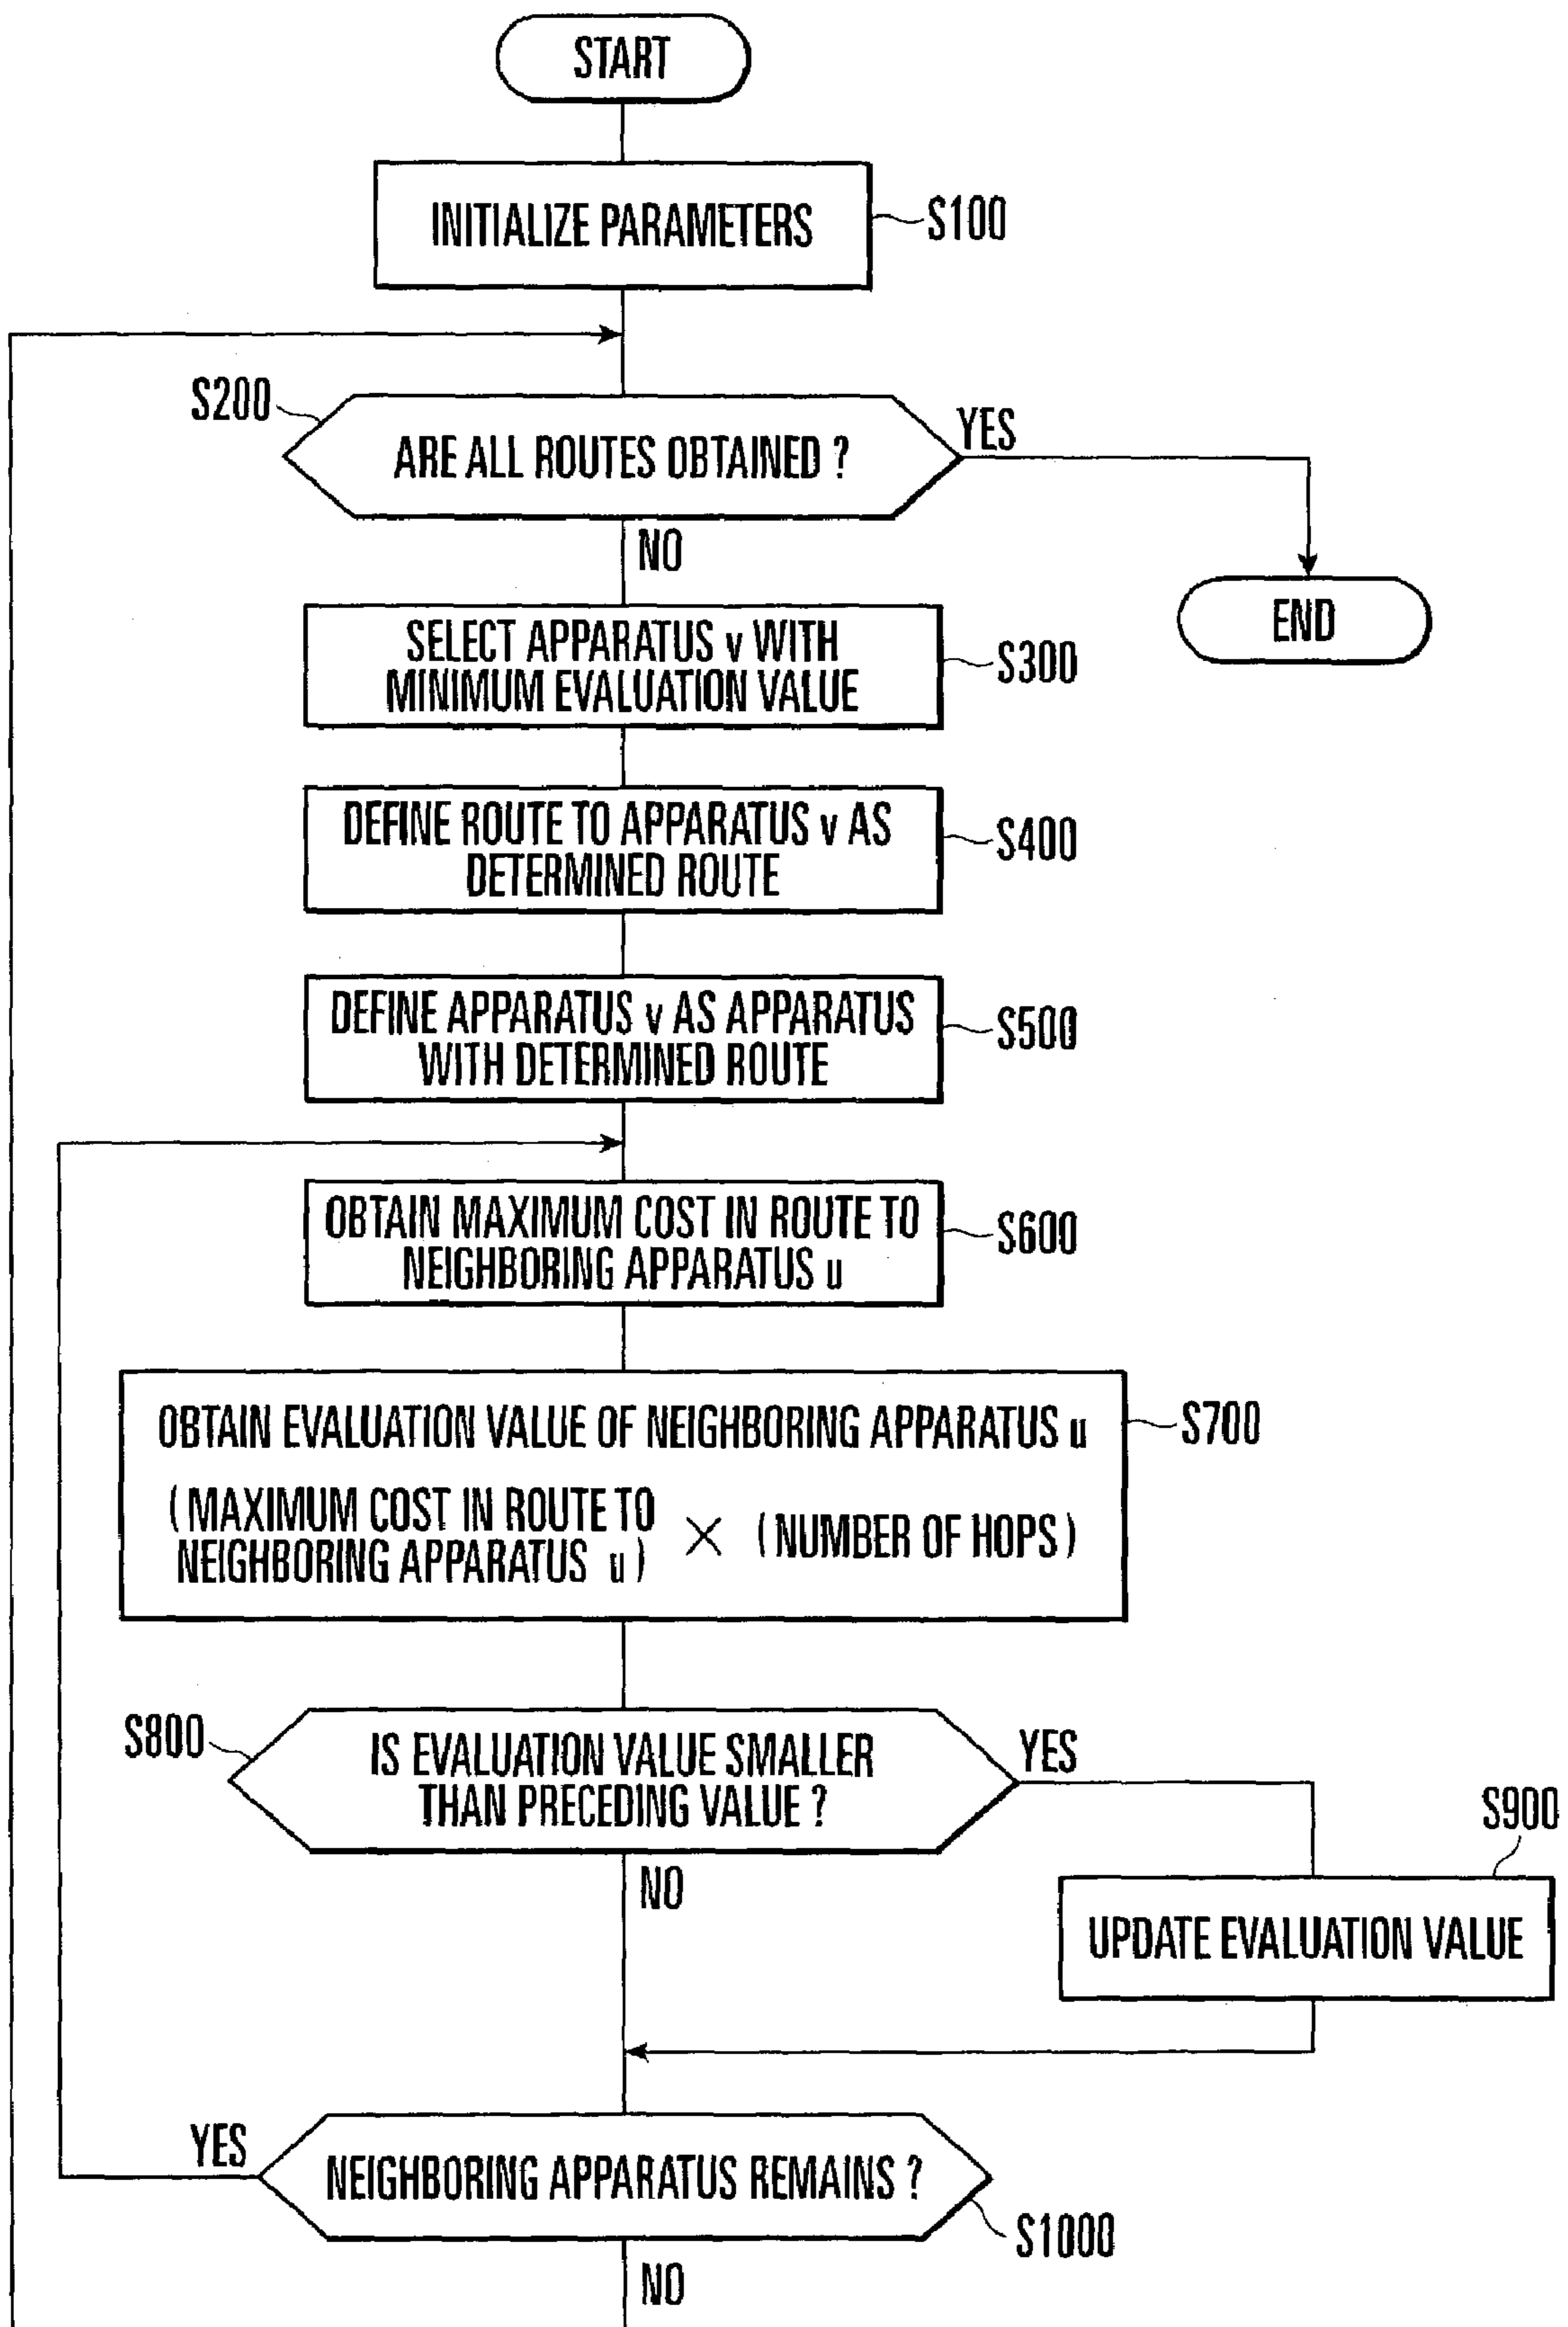 START
INITIALIZE PARAMETERS
S100
S200
ARE ALL ROUTES OBTAINED ?
YES
NO
END
SELECT APPARATUS v WITH
MINIMUM EVALUATION VALUE
S300
DEFINE ROUTE TO APPARATUS v AS
DETERMINED ROUTE
S400
DEFINE APPARATUS v AS APPARATUS
WITH DETERMINED ROUTE
S500
OBTAIN MAXIMUM COST IN ROUTE TO
NEIGHBORING APPARATUS u
S600
OBTAIN EVALUATION VALUE OF NEIGHBORING APPARATUS u
S700
(MAXIMUM COST IN ROUTE TO
NEIGHBORING APPARATUS u) × (NUMBER OF HOPS)
S800
IS EVALUATION VALUE SMALLER
THAN PRECEDING VALUE ?
YES
NO
S900
UPDATE EVALUATION VALUE
YES
NEIGHBORING APPARATUS REMAINS ?
S1000
NO